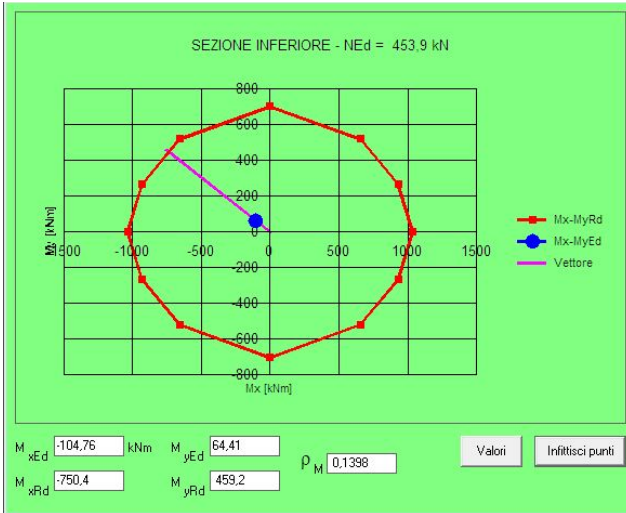 SEZIONE INFERIORE - NEd = 453,9 kN
800
600
400
200
0
-200
-400
-600
-800
-1500 -1000 -500 0 500 1000 1500
[kNm]
Mx [kNm]
Mx-MyRd
Mx-MyEd
Vettore
M xEd -104,76 kNm M yEd 64,41
M xRd -750,4 M yRd 459,2
ρ M 0,1398
Valori Infittisci punti